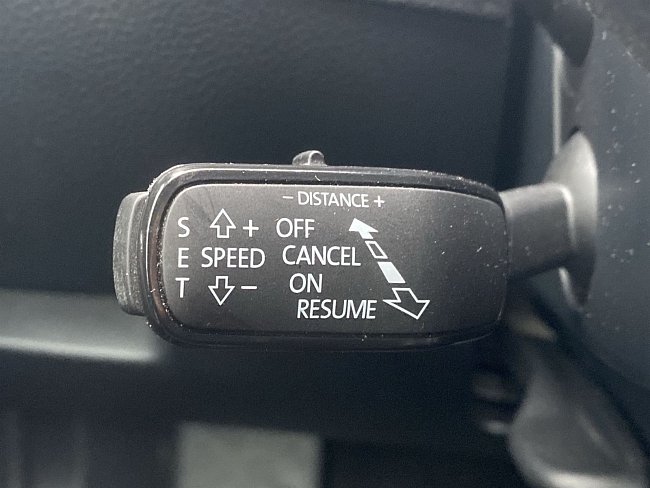 - DISTANCE +
S + OFF
E SPEED CANCEL
T - ON
RESUME